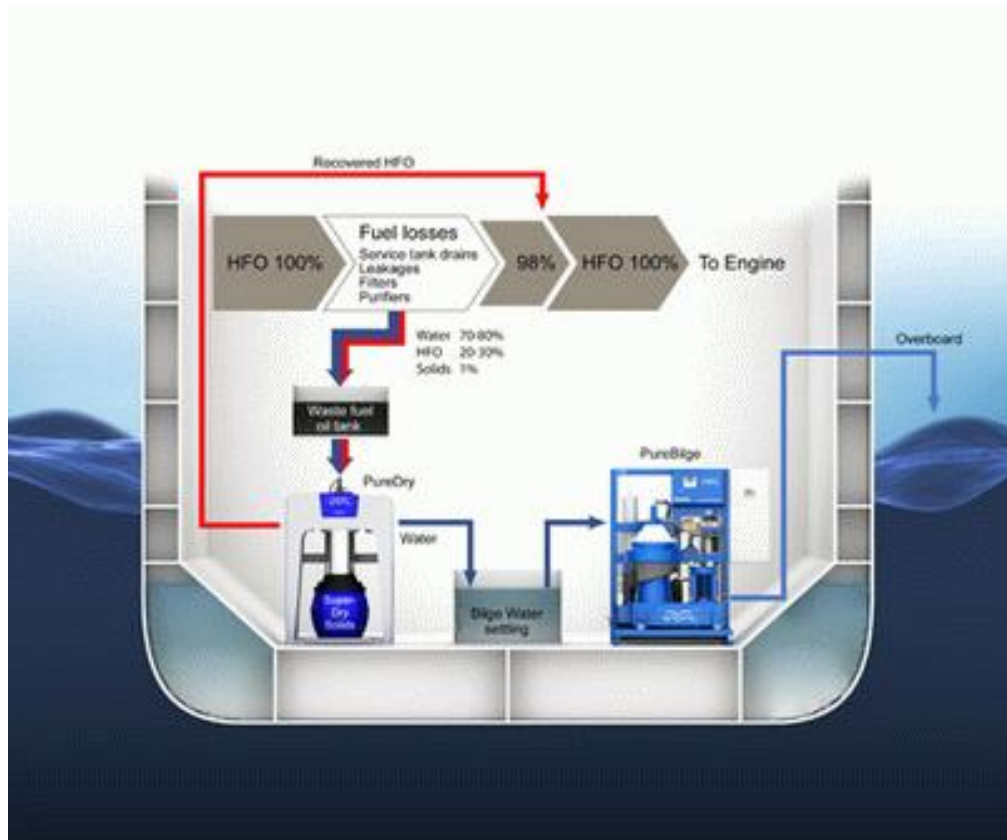 Recovered HFO
HFO 100%
Fuel losses
Service tank drains
Leakages
Filters
Purifiers
98%
HFO 100%
To Engine
Water 70-80%
HFO 20-30%
Solids 1%
Overboard
Waste fuel
oil tank
PureDry
PureBilge
Water
Super-
Dry
Solids
Bilge Water
settling